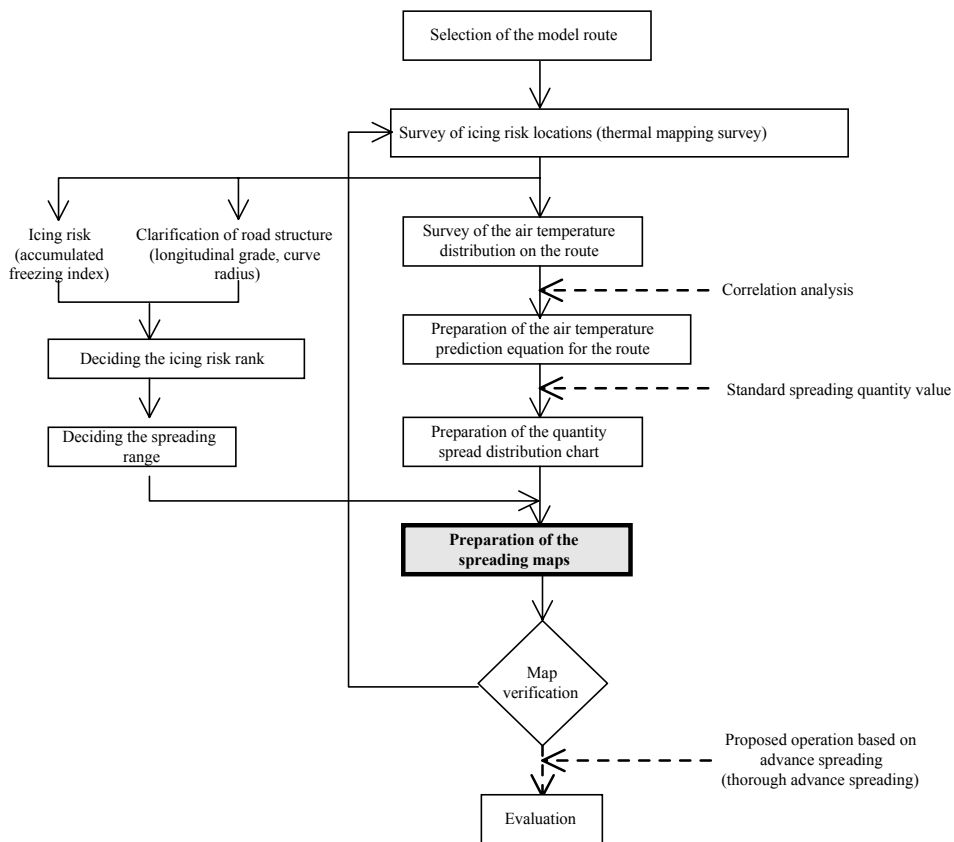 Selection of the model route
Survey of icing risk locations (thermal mapping survey)
Icing risk
(accumulated
freezing index)
Clarification of road structure
(longitudinal grade, curve
radius)
Survey of the air temperature
distribution on the route
Correlation analysis
Preparation of the air temperature
prediction equation for the route
Deciding the icing risk rank
Standard spreading quantity value
Deciding the spreading
range
Preparation of the quantity
spread distribution chart
Preparation of the
spreading maps
Map
verification
Proposed operation based on
advance spreading
(thorough advance spreading)
Evaluation